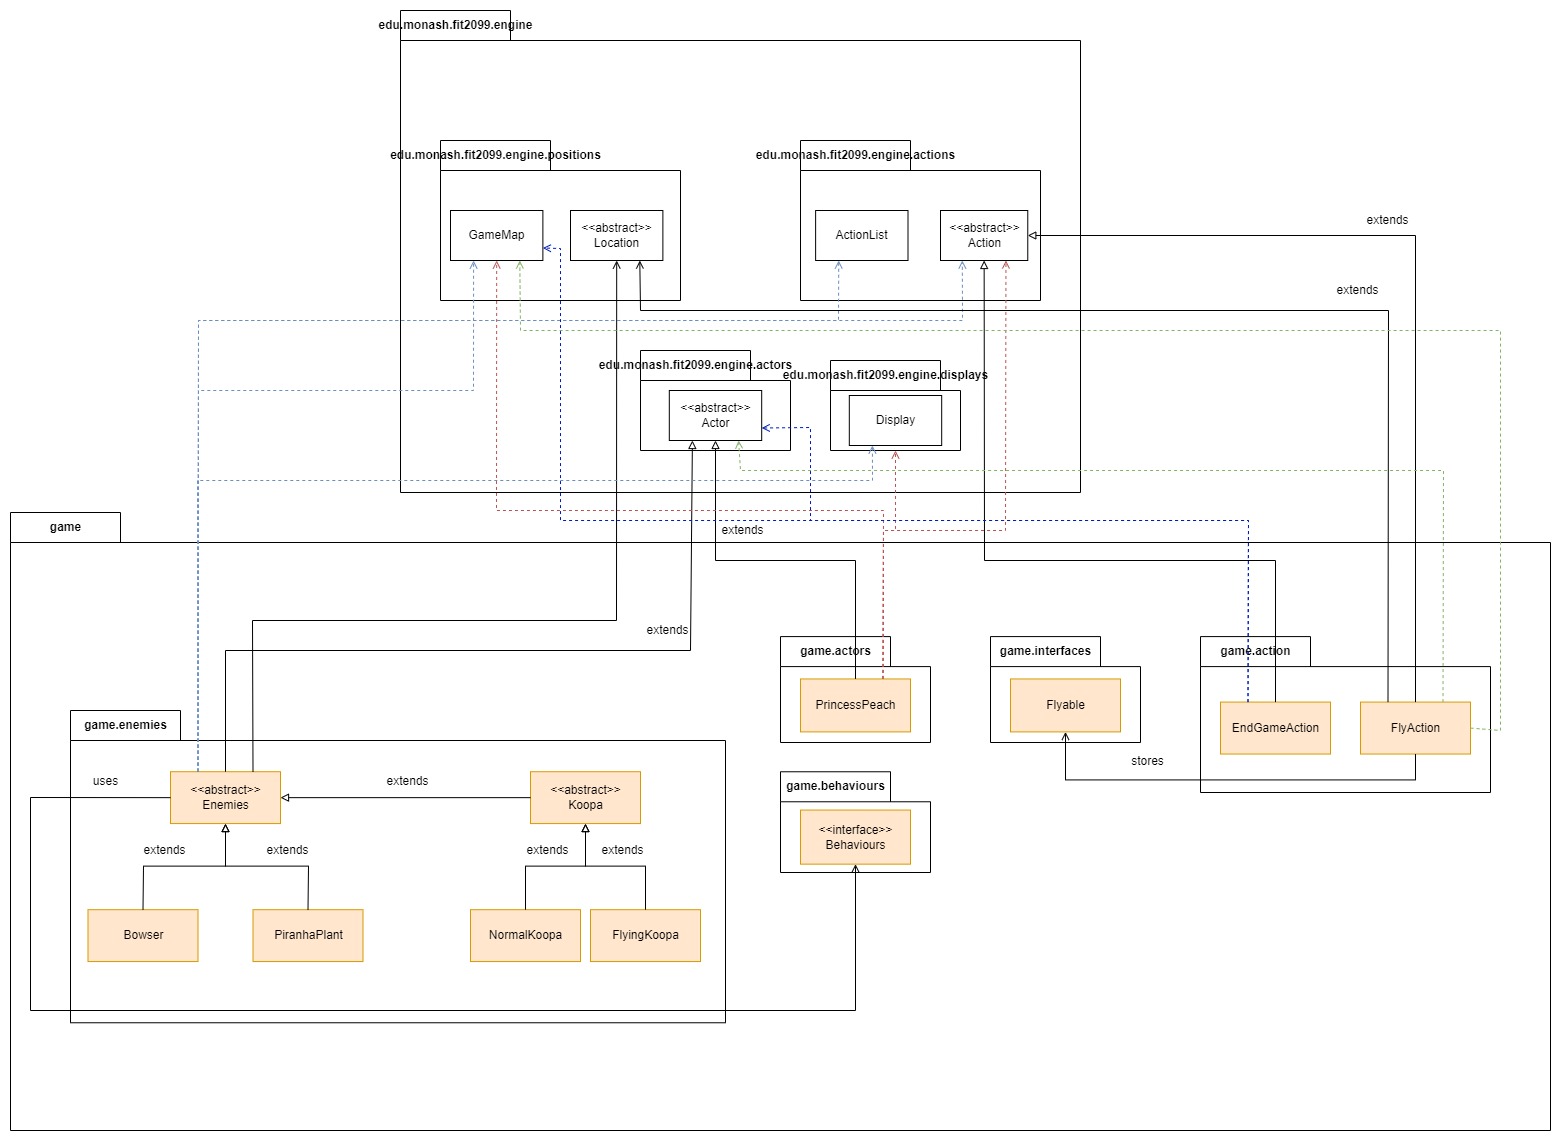 edu.monash.fit2099.engine
edu.monash.fit2099.engine.positions
edu.monash.fit2099.engine.actions
GameMap
<<abstract>>
Location
ActionList
<<abstract>>
Action
extends
extends
edu.monash.fit2099.engine.actors
edu.monash.fit2099.engine.displays
<<abstract>>
Actor
Display
game
extends
extends
game.actors
game.interfaces
game.action
PrincessPeach
Flyable
EndGameAction
FlyAction
game.enemies
stores
uses
<<abstract>>
Enemies
extends
<<abstract>>
Koopa
game.behaviours
<<interface>>
Behaviours
extends
extends
extends
extends
Bowser
PiranhaPlant
NormalKoopa
FlyingKoopa